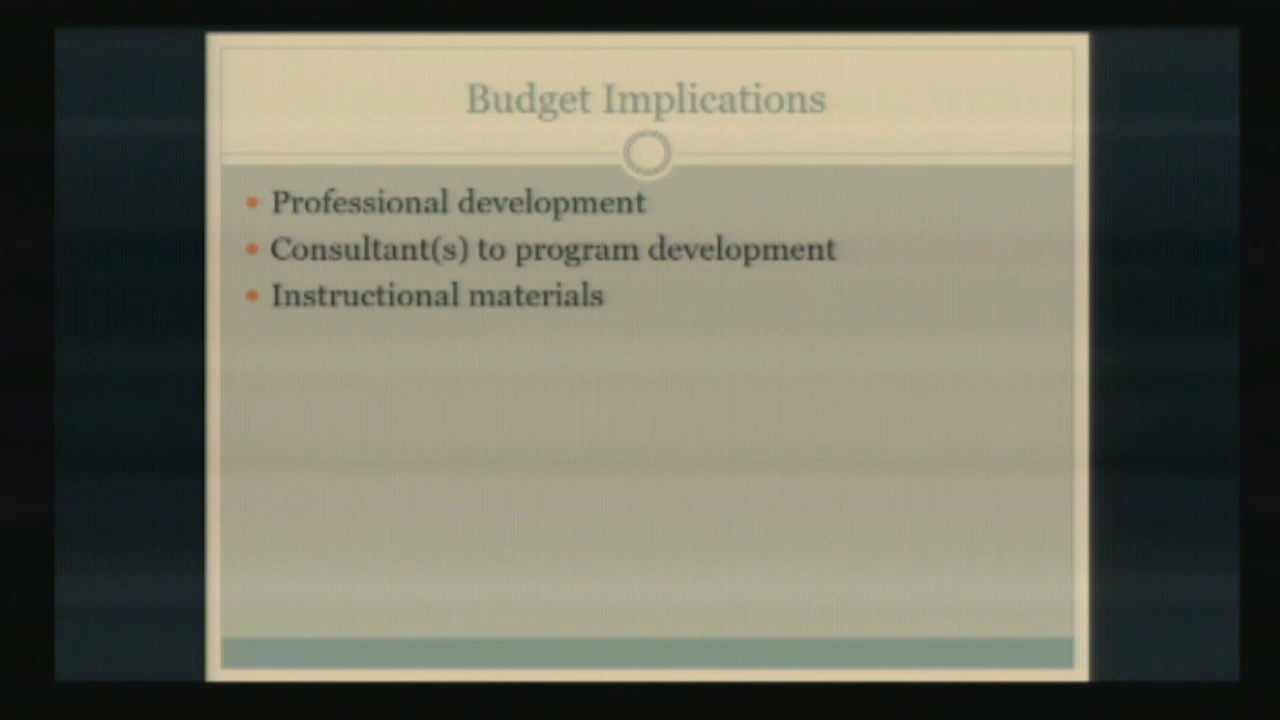 Budget Implications
• Professional development
• Consultant(s) to program development
• Instructional materials